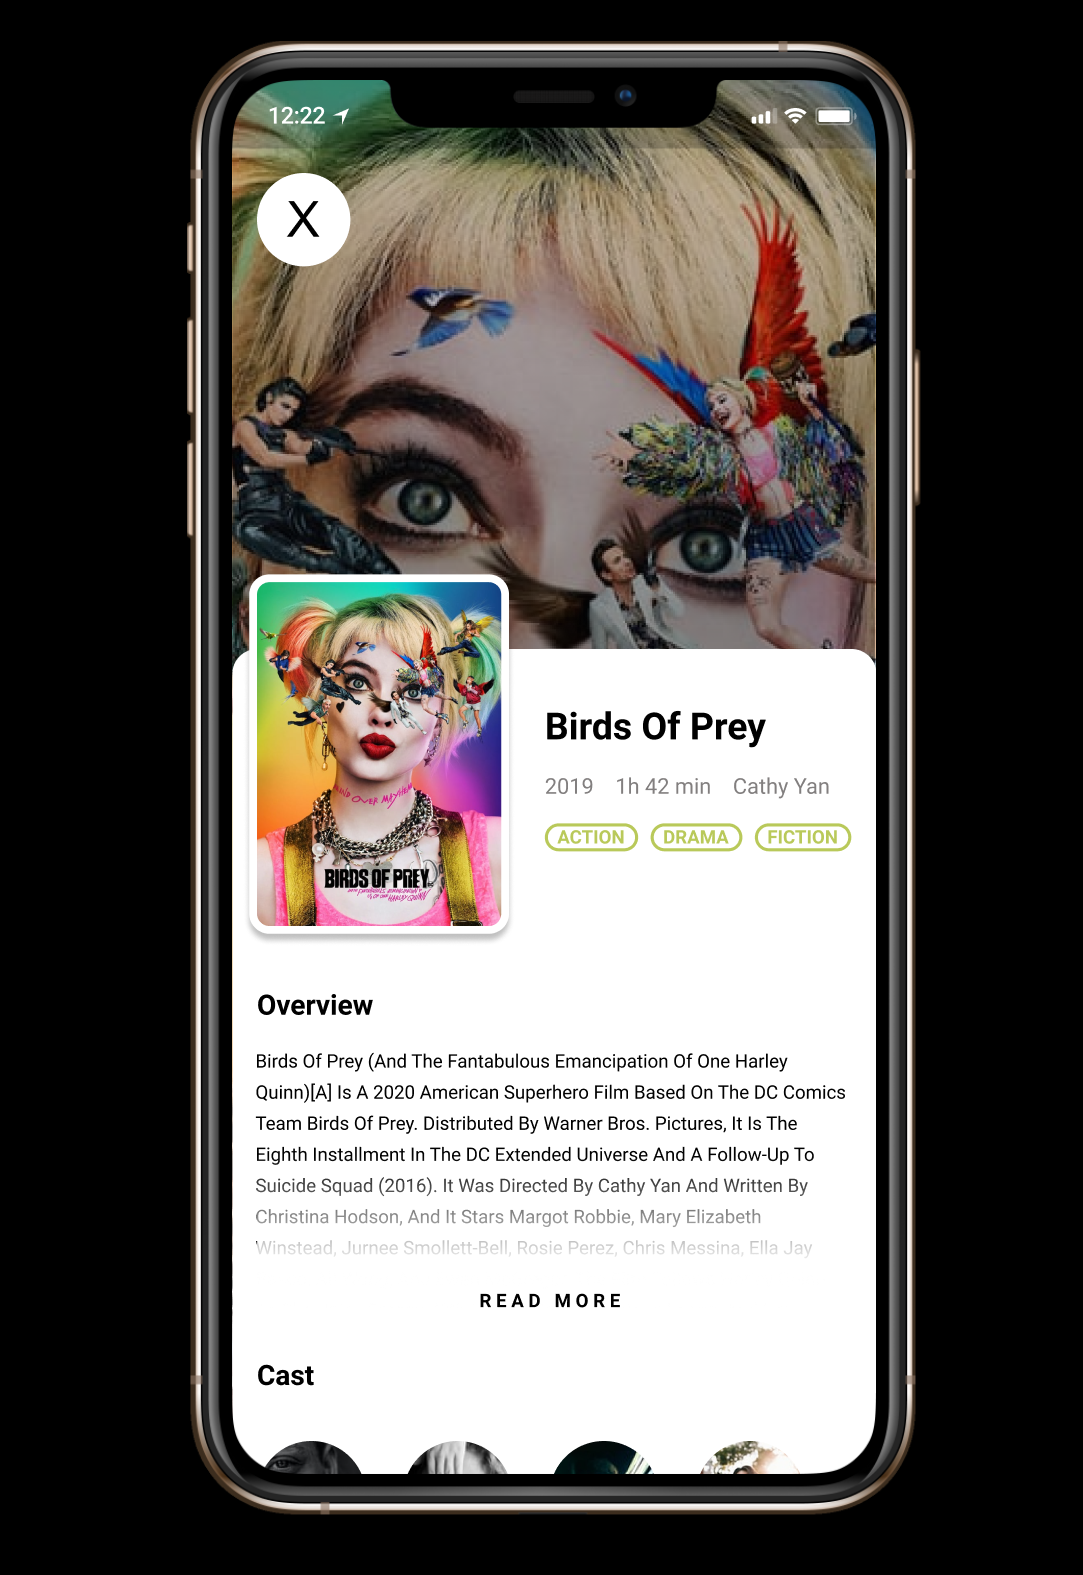 12:22
X
MIND OVER MAYHEM
BIRDS OF PREY
Birds Of Prey
2019 1h 42 min Cathy Yan
ACTION DRAMA FICTION
Overview
Birds Of Prey (And The Fantabulous Emancipation Of One Harley
Quinn)[A] Is A 2020 American Superhero Film Based On The DC Comics
Team Birds Of Prey. Distributed By Warner Bros. Pictures, It Is The
Eighth Installment In The DC Extended Universe And A Follow-Up To
Suicide Squad (2016). It Was Directed By Cathy Yan And Written By
Christina Hodson, And It Stars Margot Robbie, Mary Elizabeth
Winstead, Jurnee Smollett-Bell, Rosie Perez, Chris Messina, Ella Jay
READ MORE
Cast